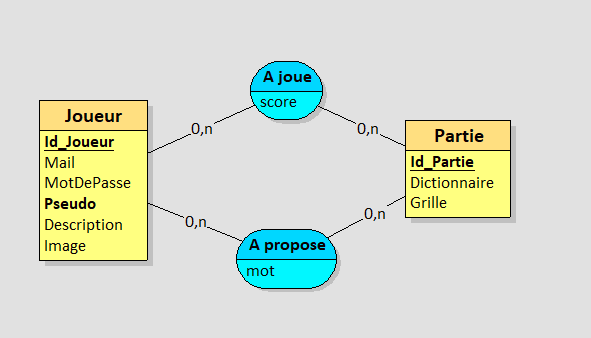 A joue
score
Joueur
Id_Joueur
Mail
MotDePasse
Pseudo
Description
Image
0,n
0,n
Partie
Id_Partie
Dictionnaire
Grille
0,n
0,n
A propose
mot